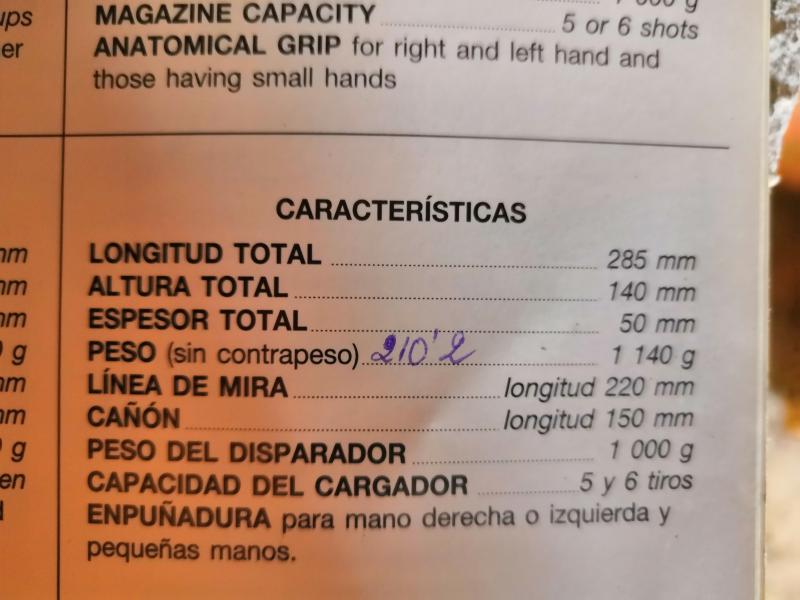 ups
er
MAGAZINE CAPACITY ........ 5 or 6 shots
ANATOMICAL GRIP for right and left hand and
those having small hands
CARACTERÍSTICAS
LONGITUD TOTAL ........ 285 mm
ALTURA TOTAL ........ 140 mm
ESPESOR TOTAL ........ 50 mm
PESO (sin contrapeso) 210'2 ........ 1 140 g
LÍNEA DE MIRA ........ longitud 220 mm
CAÑÓN ........ longitud 150 mm
PESO DEL DISPARADOR ........ 1 000 g
CAPACIDAD DEL CARGADOR ........ 5 y 6 tiros
ENPUÑADURA para mano derecha o izquierda y
pequeñas manos.